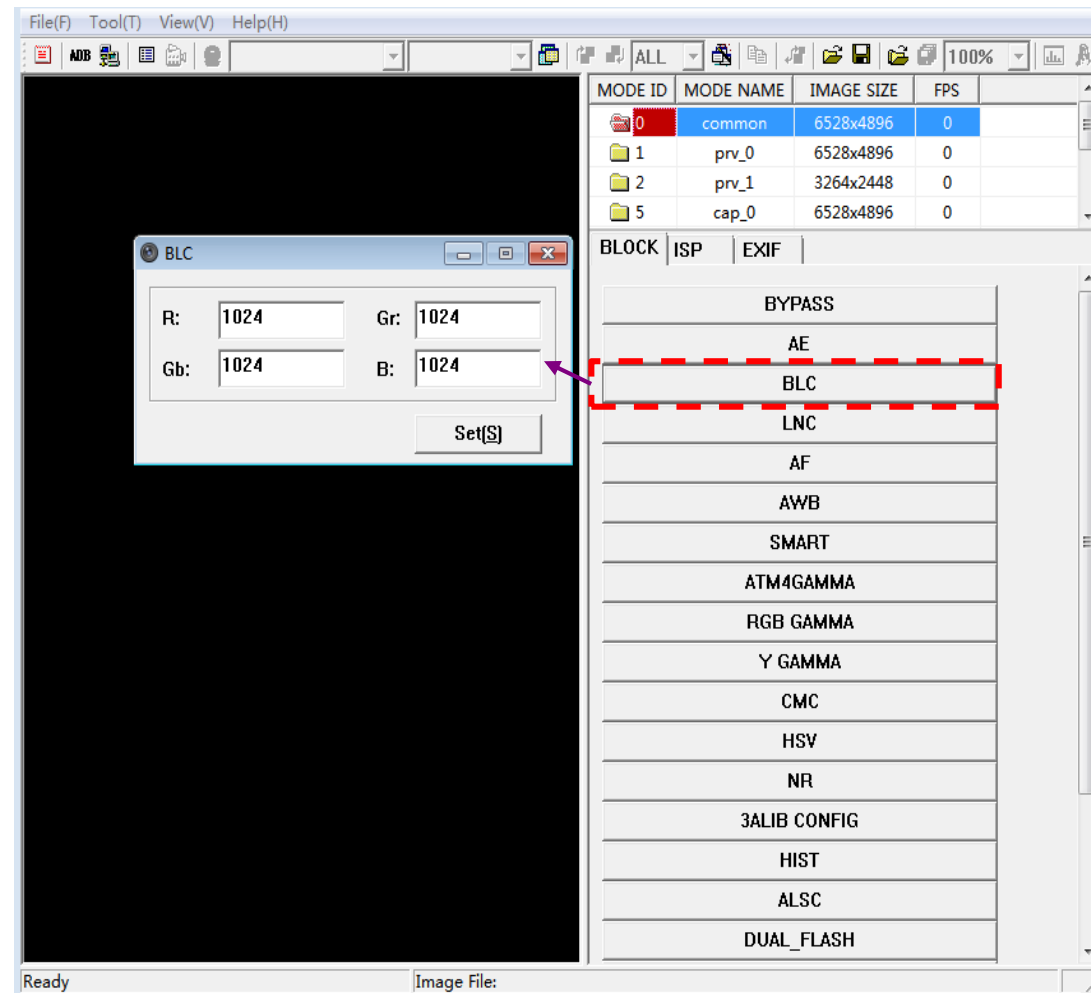 File(F) Tool(T) View(V) Help(H)
ADB ALL 100%
MODE ID MODE NAME IMAGE SIZE FPS
0 common 6528x4896 0
1 prv_0 6528x4896 0
2 prv_1 3264x2448 0
5 cap_0 6528x4896 0
BLOCK ISP EXIF
BLC
R: 1024 Gr: 1024
Gb: 1024 B: 1024
Set(S)
BYPASS
AE
BLC
LNC
AF
AWB
SMART
ATM4GAMMA
RGB GAMMA
Y GAMMA
CMC
HSV
NR
3ALIB CONFIG
HIST
ALSC
DUAL_FLASH
Ready Image File: